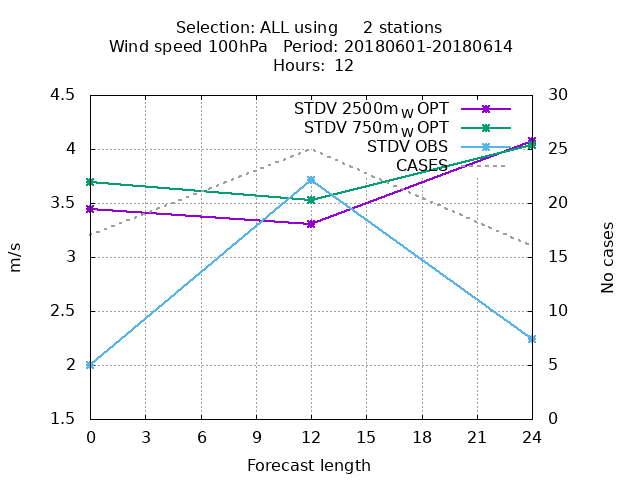 Selection: ALL using     2 stations
Wind speed 100hPa   Period: 20180601-20180614
Hours: 12
STDV 2500m_W OPT
STDV 750m_W OPT
STDV OBS
CASES
4.5
4
3.5
3
2.5
2
1.5
m/s
30
25
20
15
10
5
0
No cases
0 3 6 9 12 15 18 21 24
Forecast length